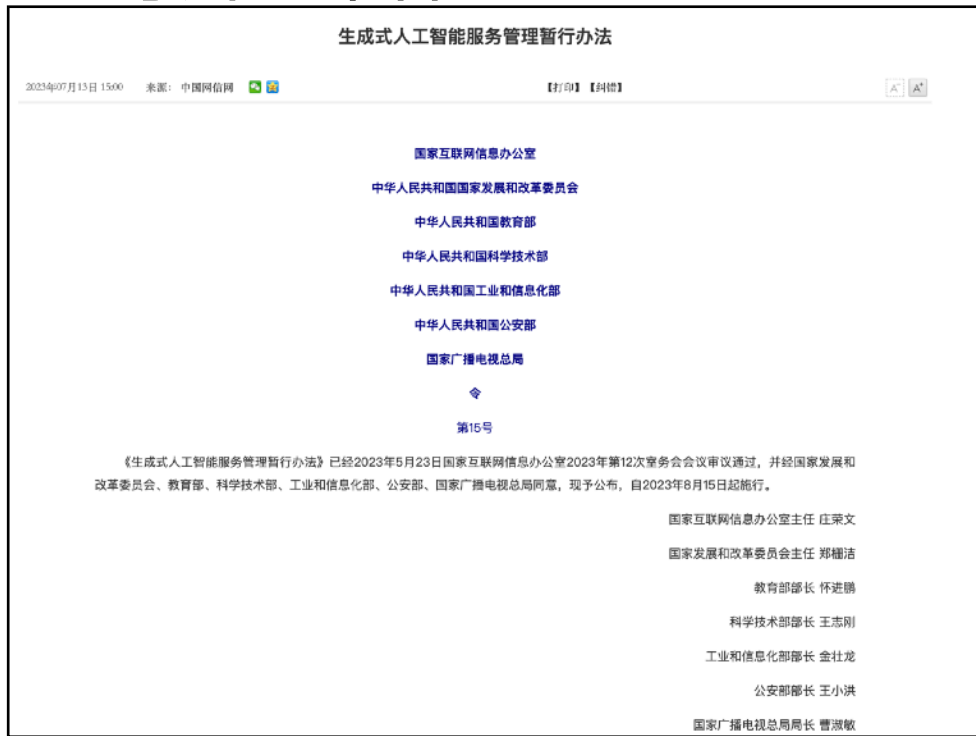 生成式人工智能服务管理暂行办法
2023年07月13日 15:00 来源: 中国网信网 【打印】【纠错】 A- A+
国家互联网信息办公室
中华人民共和国国家发展和改革委员会
中华人民共和国教育部
中华人民共和国科学技术部
中华人民共和国工业和信息化部
中华人民共和国公安部
国家广播电视总局
令
第15号
《生成式人工智能服务管理暂行办法》已经2023年5月23日国家互联网信息办公室2023年第12次室务会会议审议通过，并经国家发展和
改革委员会、教育部、科学技术部、工业和信息化部、公安部、国家广播电视总局同意，现予公布，自2023年8月15日起施行。
国家互联网信息办公室主任 庄荣文
国家发展和改革委员会主任 郑栅洁
教育部部长 怀进鹏
科学技术部部长 王志刚
工业和信息化部部长 金壮龙
公安部部长 王小洪
国家广播电视总局局长 曹淑敏